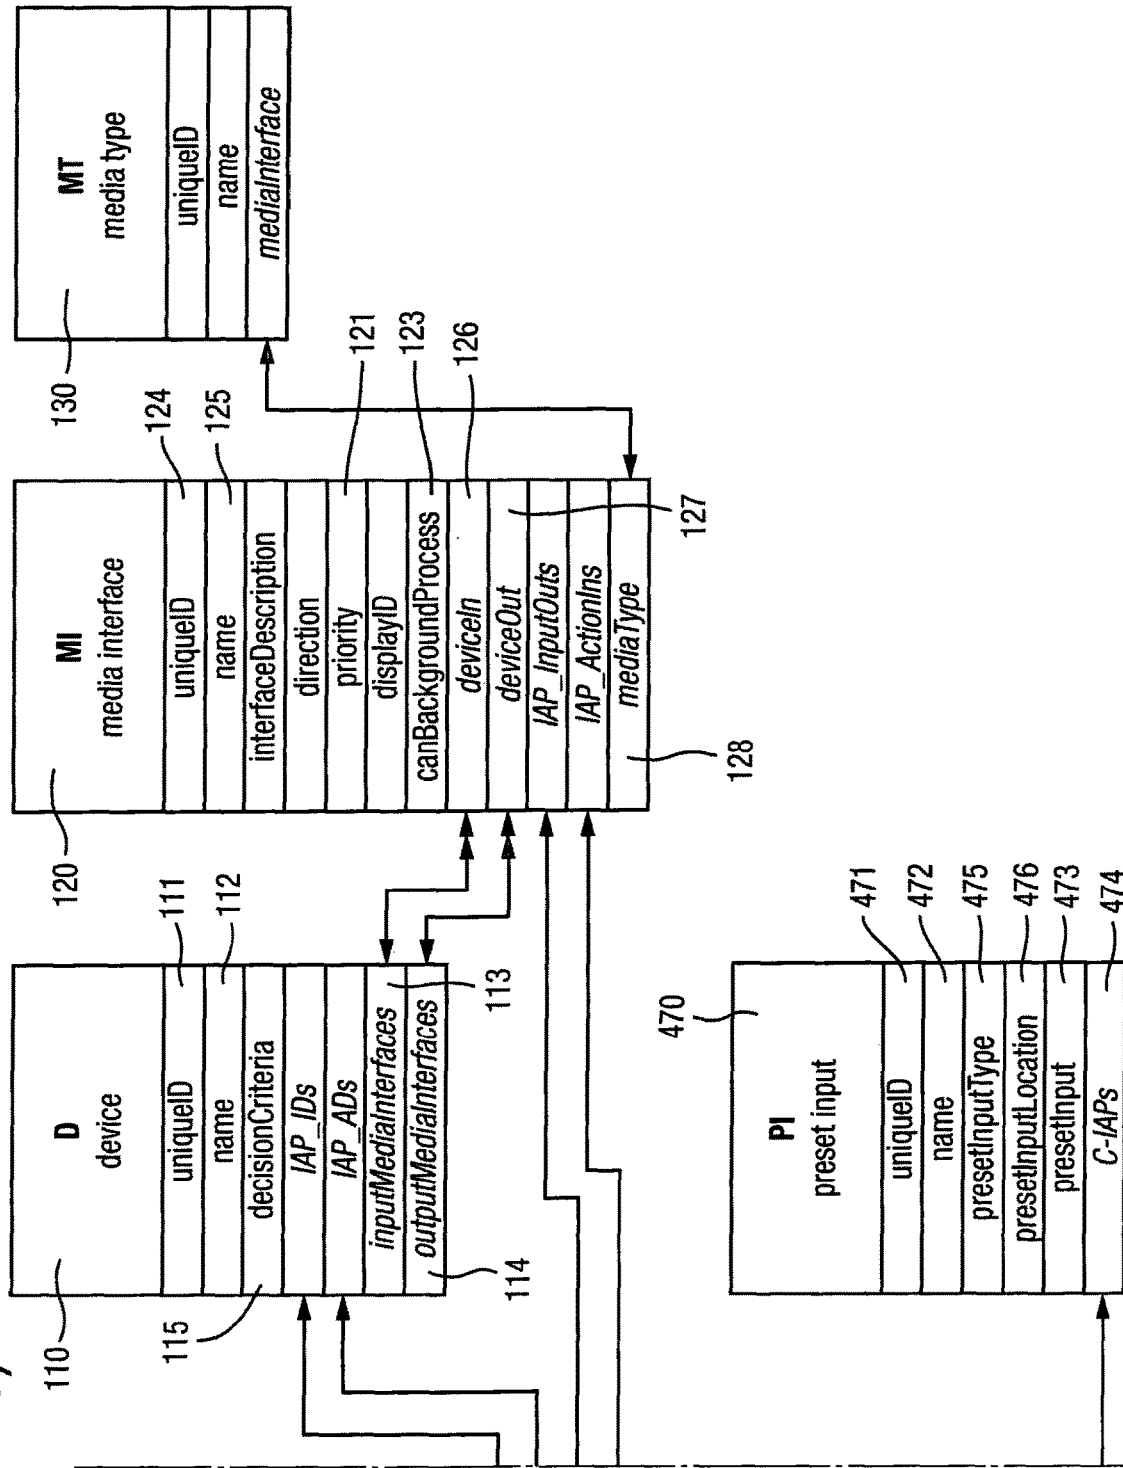 110
D
device
uniqueID
name
decisionCriteria
IAP_IDs
IAP_ADs
inputMediaInterfaces
outputMediaInterfaces
111
112
115
113
114
120
MI
media interface
uniqueID
name
interfaceDescription
direction
priority
displayID
canBackgroundProcess
deviceIn
deviceOut
IAP_InputOuts
IAP_ActionIns
mediaType
124
125
121
123
126
127
128
130
MT
media type
uniqueID
name
mediaInterface
470
PI
preset input
uniqueID
name
presetInputType
presetInputLocation
presetInput
C-IAPs
471
472
475
476
473
474